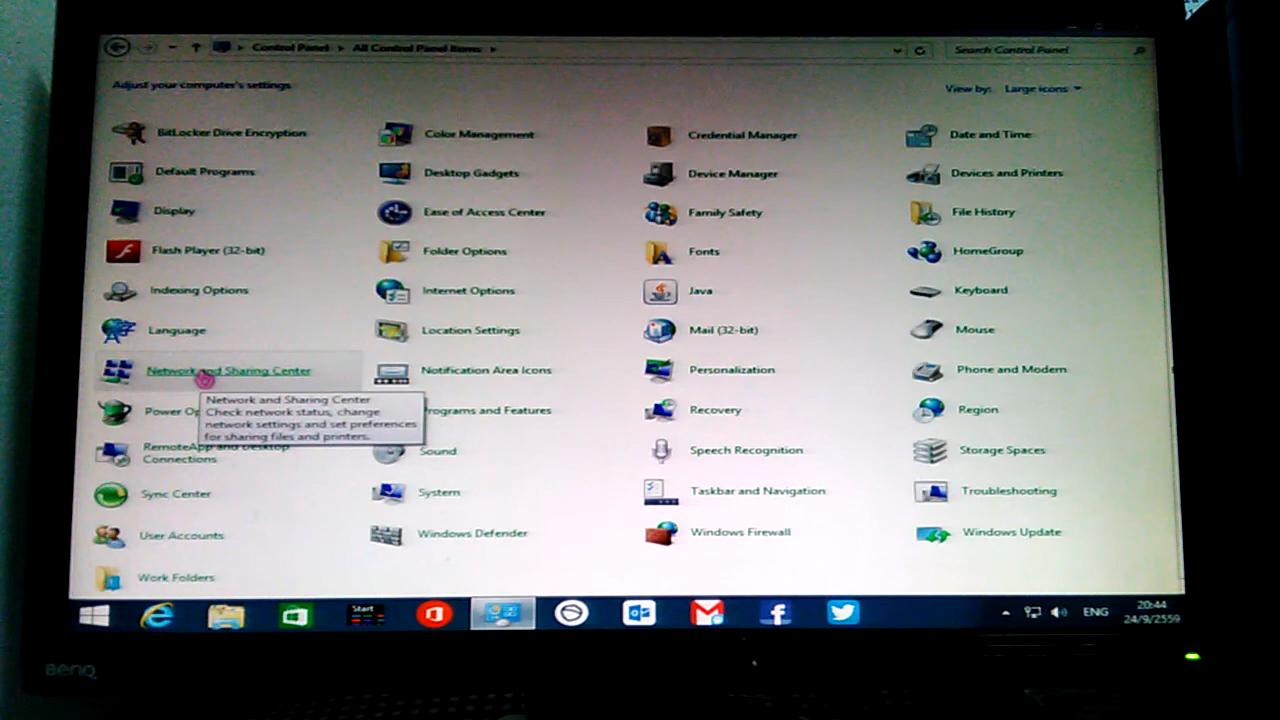 Control Panel All Control Panel Items
Search Control Panel
Adjust your computer's settings
View by: Large icons
BitLocker Drive Encryption
Color Management
Credential Manager
Date and Time
Default Programs
Desktop Gadgets
Device Manager
Devices and Printers
Display
Ease of Access Center
Family Safety
File History
Flash Player (32-bit)
Folder Options
Fonts
HomeGroup
Indexing Options
Internet Options
Java
Keyboard
Language
Location Settings
Mail (32-bit)
Mouse
Network and Sharing Center
Notification Area Icons
Personalization
Phone and Modem
Network and Sharing Center
Check network status, change
network settings and set preferences
for sharing files and printers.
Power Op
rograms and Features
Recovery
Region
RemoteApp and Desktop
Connections
Sound
Speech Recognition
Storage Spaces
Sync Center
System
Taskbar and Navigation
Troubleshooting
User Accounts
Windows Defender
Windows Firewall
Windows Update
Work Folders
Start
ENG
20:44
24/9/2559
BenQ